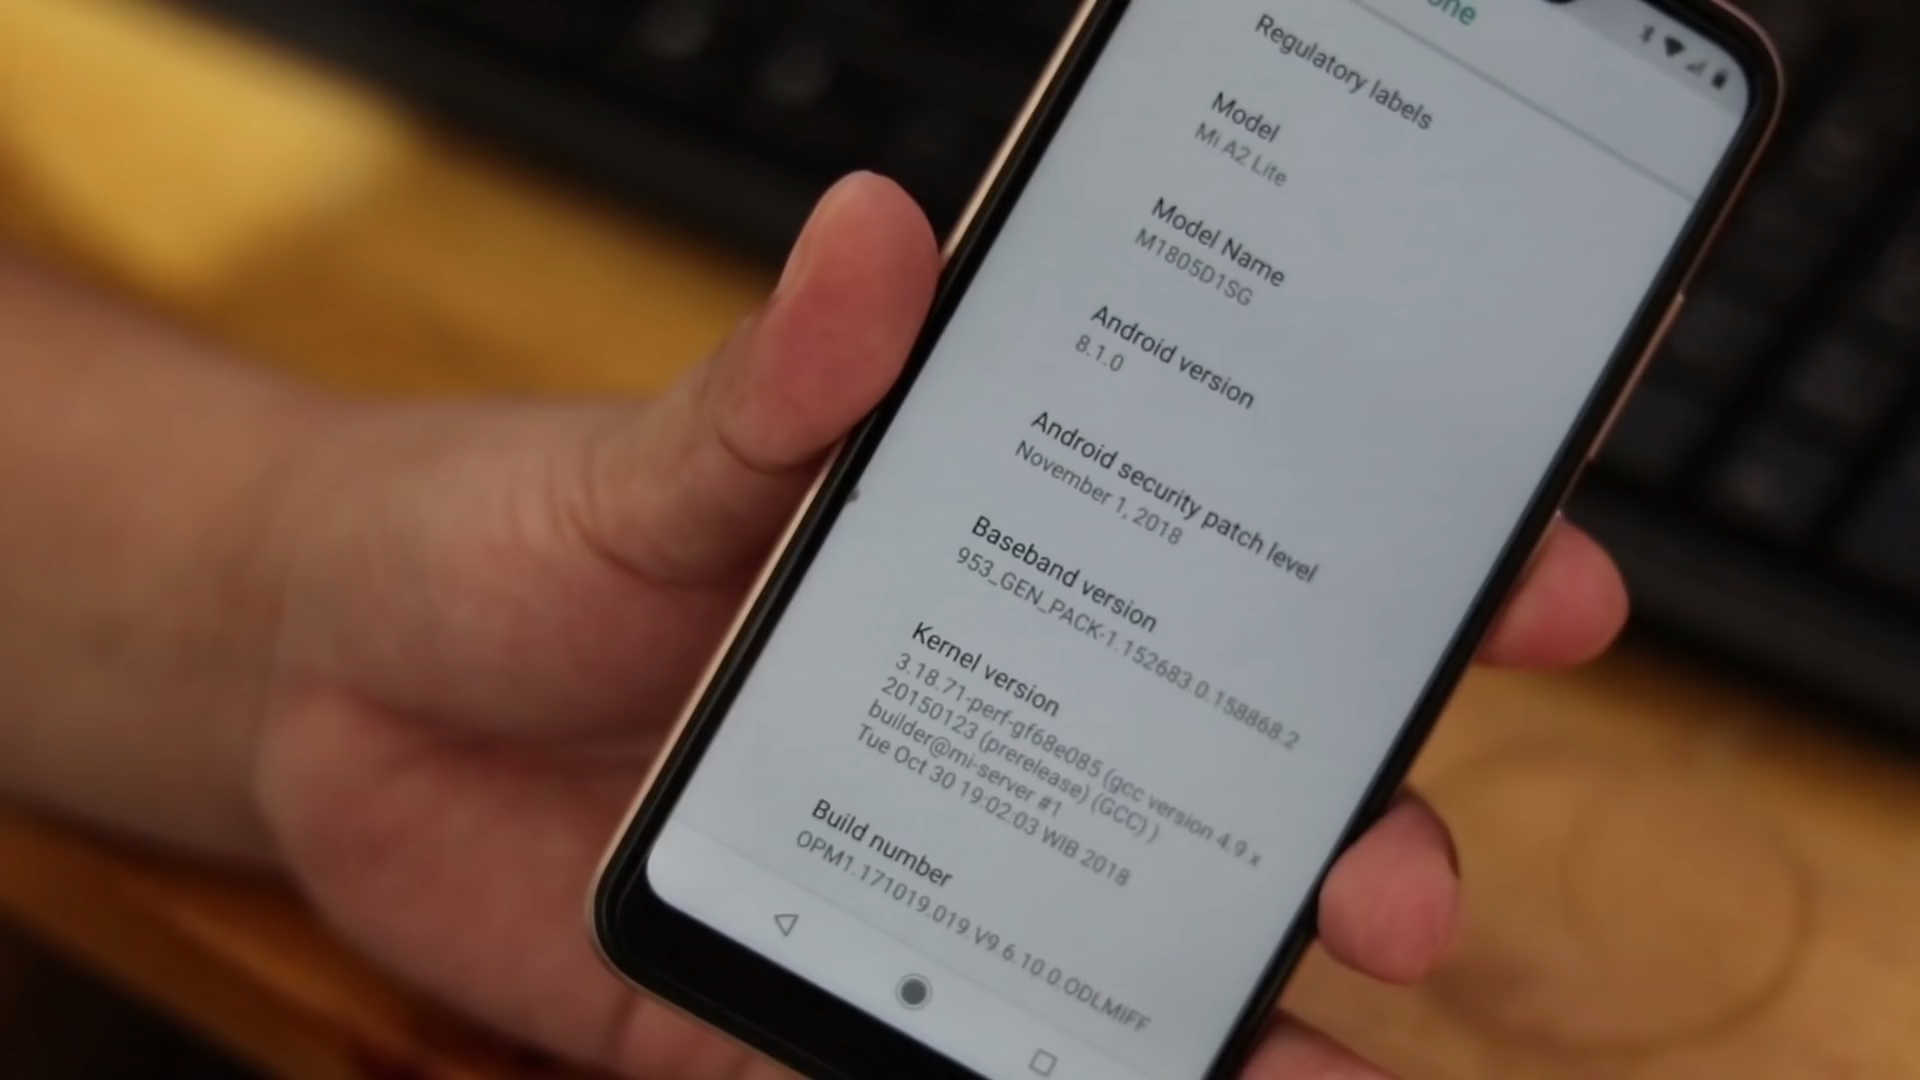 one
Regulatory labels
Model
Mi A2 Lite
Model Name
M1805D1SG
Android version
8.1.0
Android security patch level
November 1, 2018
Baseband version
953_GEN_PACK-1.152683.0.158868.2
Kernel version
3.18.71-perf-gf68e085 (gcc version 4.9.x
20150123 (prerelease) (GCC) )
builder@mi-server #1
Tue Oct 30 19:02:03 WIB 2018
Build number
OPM1.171019.019.V9.6.10.0.ODLMIFF